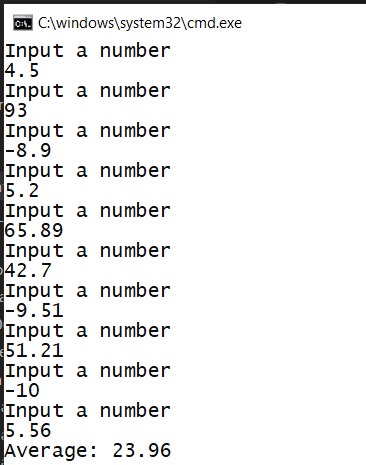 C:\windows\system32\cmd.exe
Input a number
4.5
Input a number
93
Input a number
-8.9
Input a number
5.2
Input a number
65.89
Input a number
42.7
Input a number
-9.51
Input a number
51.21
Input a number
-10
Input a number
5.56
Average: 23.96